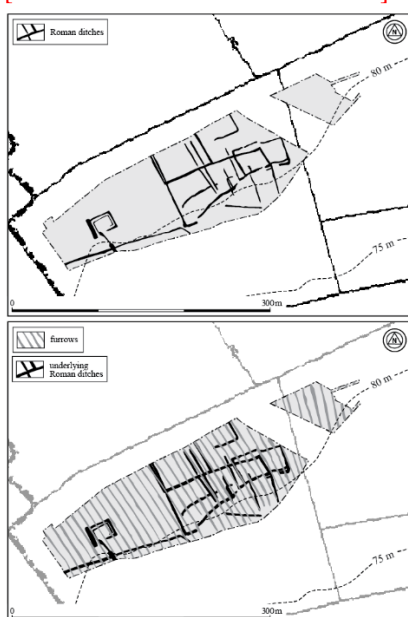 Roman ditches
N
80 m
75 m
0
300m
furrows
underlying
Roman ditches
N
80 m
75 m
0
300m